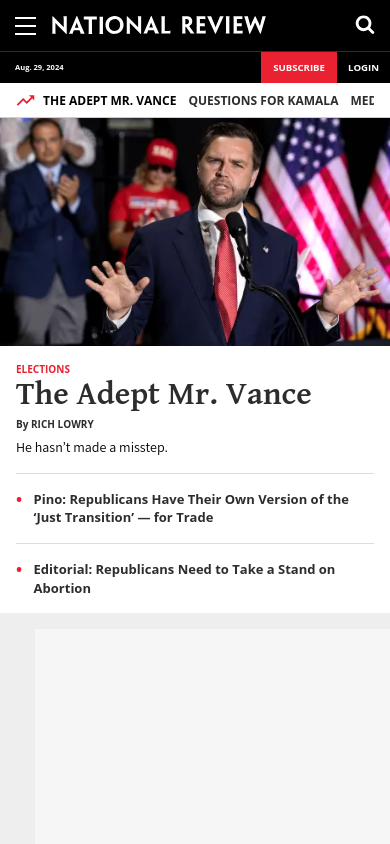 NATIONAL REVIEW
Aug. 29, 2024
SUBSCRIBE
LOGIN
THE ADEPT MR. VANCE QUESTIONS FOR KAMALA MED
ELECTIONS
The Adept Mr. Vance
By RICH LOWRY
He hasn’t made a misstep.
• Pino: Republicans Have Their Own Version of the
‘Just Transition’ — for Trade
• Editorial: Republicans Need to Take a Stand on
Abortion